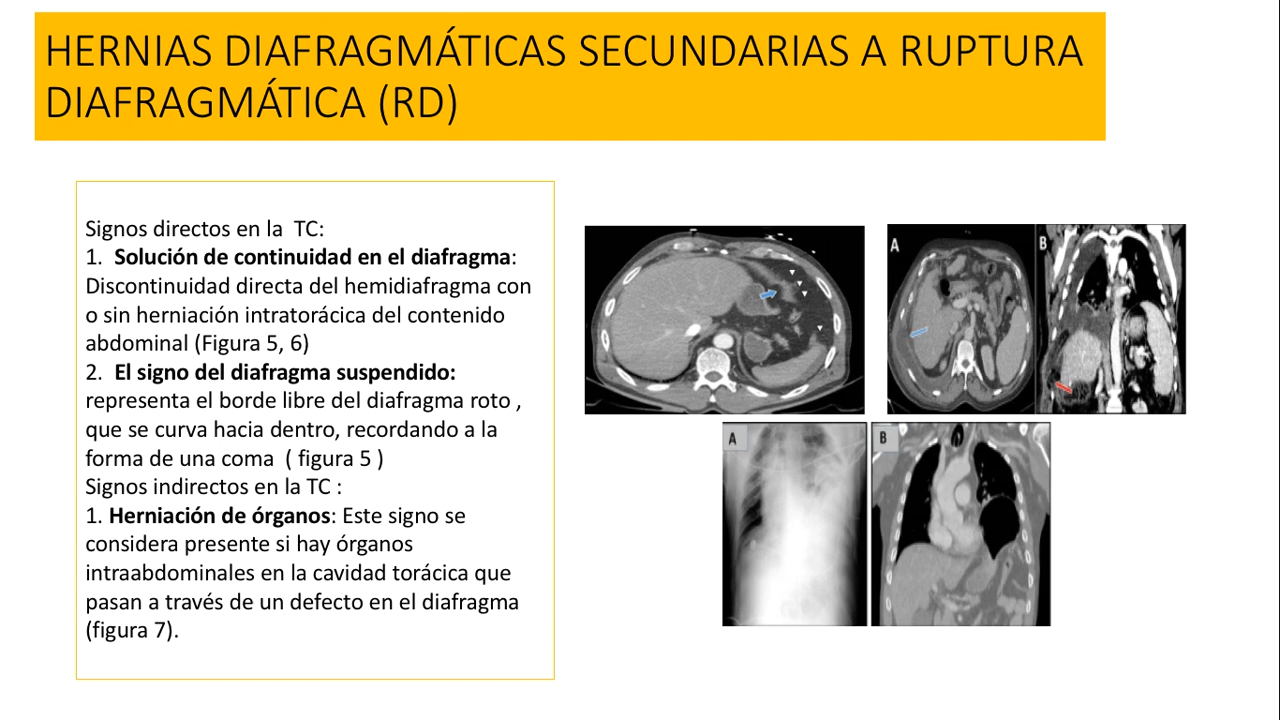 HERNIAS DIAFRAGMÁTICAS SECUNDARIAS A RUPTURA
DIAFRAGMÁTICA (RD)
Signos directos en la TC:
1. Solución de continuidad en el diafragma:
Discontinuidad directa del hemidiafragma con
o sin herniación intratorácica del contenido
abdominal (Figura 5, 6)
2. El signo del diafragma suspendido:
representa el borde libre del diafragma roto ,
que se curva hacia dentro, recordando a la
forma de una coma ( figura 5 )
Signos indirectos en la TC :
1. Herniación de órganos: Este signo se
considera presente si hay órganos
intraabdominales en la cavidad torácica que
pasan a través de un defecto en el diafragma
(figura 7).
A
B
A
B